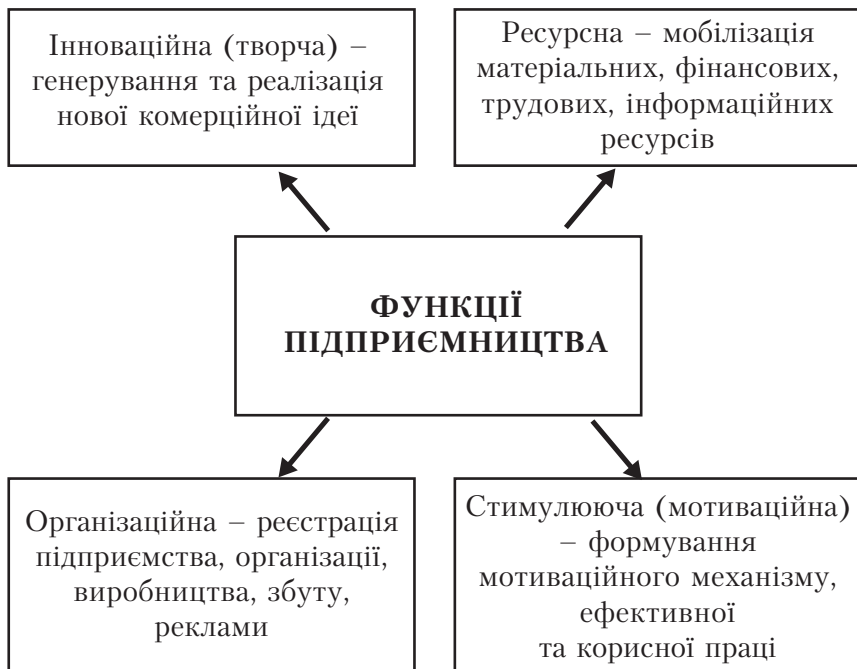 Інноваційна (творча) –
генерування та реалізація
нової комерційної ідеї
Ресурсна – мобілізація
матеріальних, фінансових,
трудових, інформаційних
ресурсів
ФУНКЦІЇ
ПІДПРИЄМНИЦТВА
Організаційна – реєстрація
підприємства, організації,
виробництва, збуту,
реклами
Стимулююча (мотиваційна)
– формування
мотиваційного механізму,
ефективної
та корисної праці